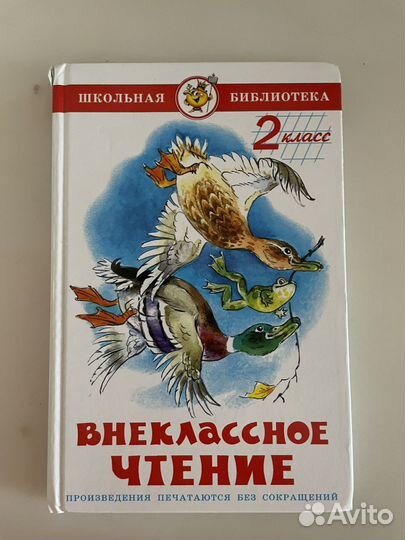 ШКОЛЬНАЯ БИБЛИОТЕКА
2 класс
ВНЕКЛАССНОЕ
ЧТЕНИЕ
ПРОИЗВЕДЕНИЯ ПЕЧАТАЮТСЯ БЕЗ СОКРАЩЕНИЙ
Avito